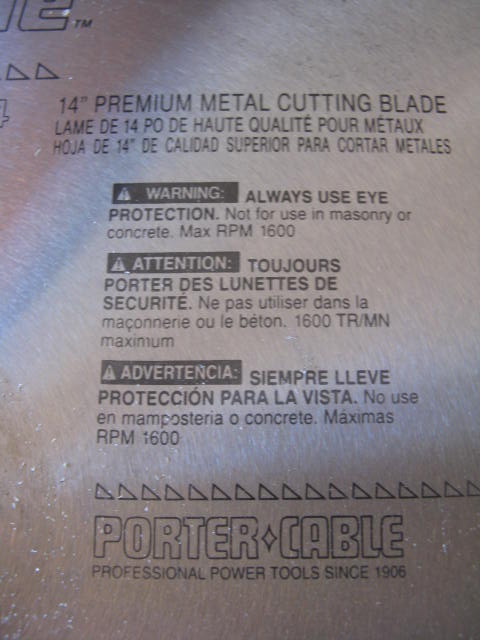 TM
14" PREMIUM METAL CUTTING BLADE
LAME DE 14 PO DE HAUTE QUALITÉ POUR MÉTAUX
HOJA DE 14" DE CALIDAD SUPERIOR PARA CORTAR METALES
WARNING: ALWAYS USE EYE
PROTECTION. Not for use in masonry or
concrete. Max RPM 1600
ATTENTION: TOUJOURS
PORTER DES LUNETTES DE
SECURITÉ. Ne pas utiliser dans la
maçonnerie ou le béton. 1600 TR/MN
maximum
ADVERTENCIA: SIEMPRE LLEVE
PROTECCIÓN PARA LA VISTA. No use
en mamposteria o concrete. Máximas
RPM 1600
PORTER CABLE
PROFESSIONAL POWER TOOLS SINCE 1906